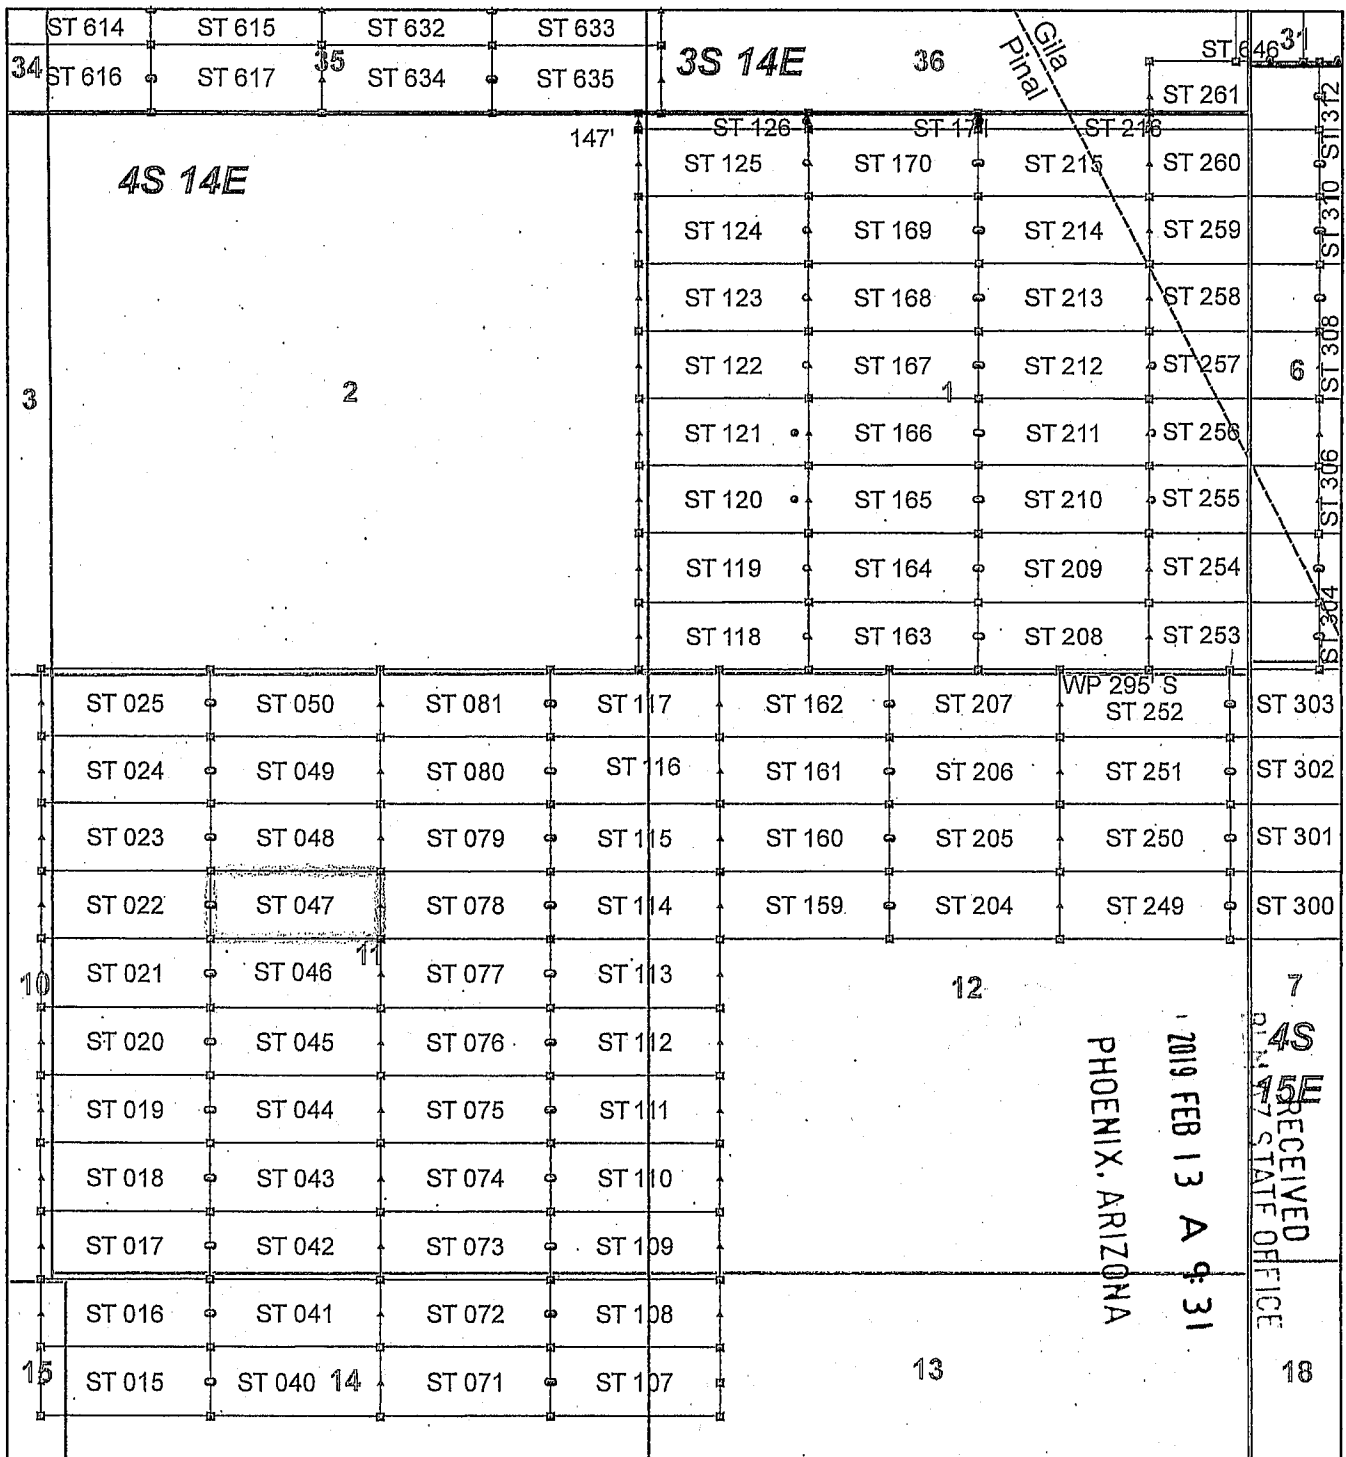 ST 614 ST 615 ST 632 ST 633
34 35 3S 14E 36 Gila ST 646 31
ST 616 ST 617 ST 634 ST 635 Pinal
ST 261 ST 312
147' ST 126 ST 171 ST 216
4S 14E ST 125 ST 170 ST 215 ST 260
ST 124 ST 169 ST 214 ST 259 ST 310
ST 123 ST 168 ST 213 ST 258
3 2 ST 122 ST 167 1 ST 212 ST 257 6 ST 308
ST 121 ST 166 ST 211 ST 256
ST 120 ST 165 ST 210 ST 255 ST 306
ST 119 ST 164 ST 209 ST 254
ST 118 ST 163 ST 208 ST 253 ST 304
WP 295' S
ST 025 ST 050 ST 081 ST 117 ST 162 ST 207 ST 252 ST 303
ST 024 ST 049 ST 080 ST 116 ST 161 ST 206 ST 251 ST 302
ST 023 ST 048 ST 079 ST 115 ST 160 ST 205 ST 250 ST 301
ST 022 ST 047 ST 078 ST 114 ST 159 ST 204 ST 249 ST 300
11
10 ST 021 ST 046 ST 077 ST 113 12 7
ST 020 ST 045 ST 076 ST 112 4S
ST 019 ST 044 ST 075 ST 111 15E
ST 018 ST 043 ST 074 ST 110
ST 017 ST 042 ST 073 ST 109
ST 016 ST 041 ST 072 ST 108
15 ST 015 ST 040 14 ST 071 ST 107 13 18
RECEIVED
STATE OFFICE
2019 FEB 13 A 9:31
PHOENIX, ARIZONA